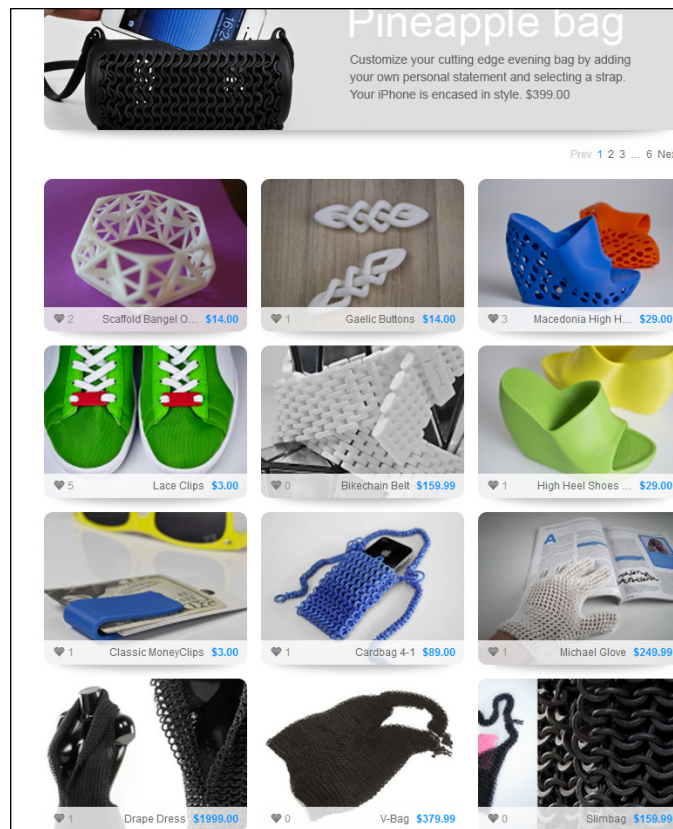 Pineapple bag
Customize your cutting edge evening bag by adding
your own personal statement and selecting a strap.
Your iPhone is encased in style. $399.00
Prev 1 2 3 ... 6 Nex
2 Scaffold Bangel O... $14.00
1 Gaelic Buttons $14.00
3 Macedonia High H... $29.00
5 Lace Clips $3.00
0 Bikechain Belt $159.99
1 High Heel Shoes ... $29.00
1 Classic MoneyClips $3.00
1 Cardbag 4-1 $89.00
A
1 Michael Glove $249.99
1 Drape Dress $1999.00
0 V-Bag $379.99
0 Slimbag $159.99